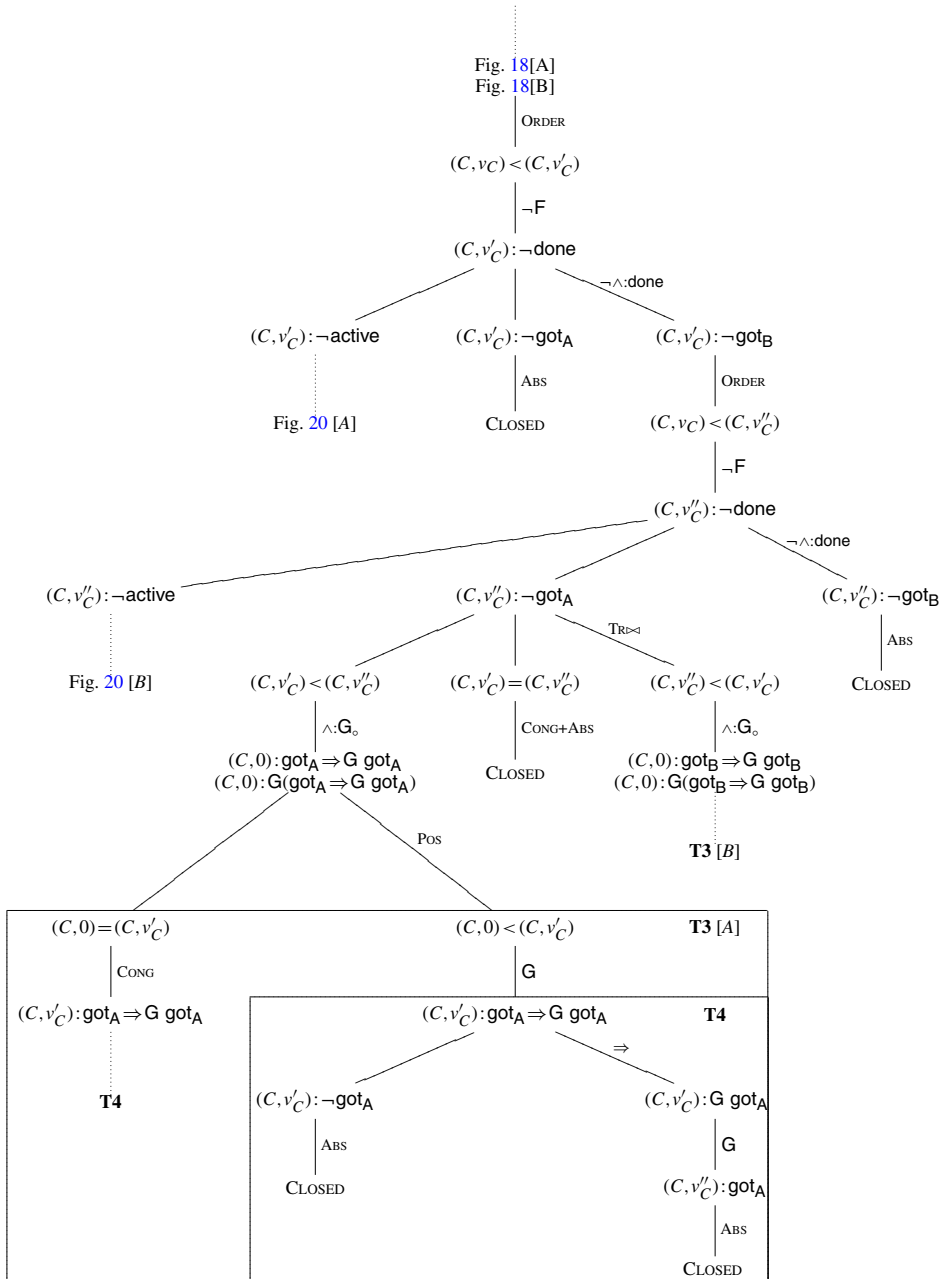 Fig. 18[A]
Fig. 18[B]
ORDER
(C,v_C) < (C,v′_C)
¬F
(C,v′_C):¬done
¬∧:done
(C,v′_C):¬active (C,v′_C):¬got_A (C,v′_C):¬got_B
ABS ORDER
Fig. 20 [A] CLOSED (C,v_C) < (C,v″_C)
¬F
(C,v″_C):¬done
¬∧:done
(C,v″_C):¬active (C,v″_C):¬got_A (C,v″_C):¬got_B
TR⋈ ABS
Fig. 20 [B] (C,v′_C) < (C,v″_C) (C,v′_C) = (C,v″_C) (C,v″_C) < (C,v′_C) CLOSED
∧:G∘ CONG+ABS ∧:G∘
(C,0):got_A ⇒ G got_A (C,0):got_B ⇒ G got_B
(C,0):G(got_A ⇒ G got_A) CLOSED (C,0):G(got_B ⇒ G got_B)
POS
T3 [B]
(C,0) = (C,v′_C) (C,0) < (C,v′_C) T3 [A]
CONG G
(C,v′_C):got_A ⇒ G got_A (C,v′_C):got_A ⇒ G got_A T4
⇒
T4 (C,v′_C):¬got_A (C,v′_C):G got_A
ABS G
CLOSED (C,v″_C):got_A
ABS
CLOSED